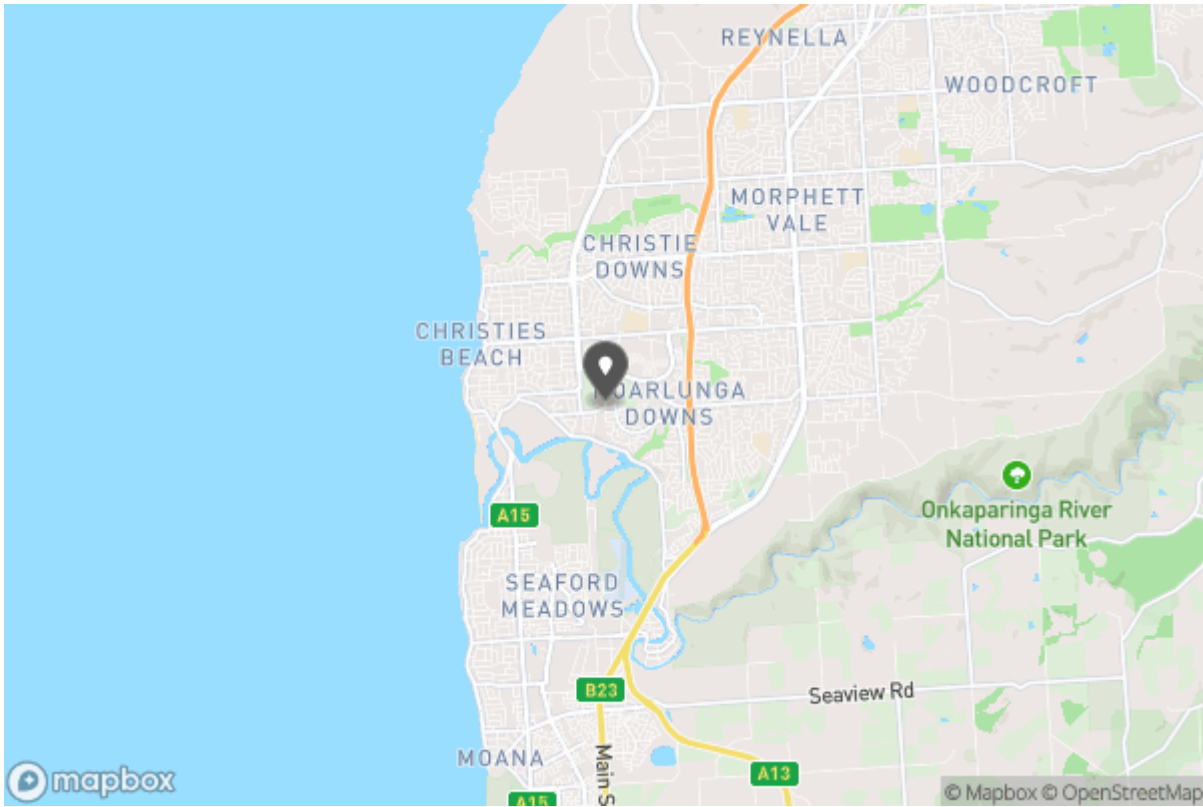 REYNELLA
WOODCROFT
MORPHETT
VALE
CHRISTIE
DOWNS
CHRISTIES
BEACH
OARLUNGA
DOWNS
Onkaparinga River
National Park
A15
SEAFORD
MEADOWS
B23
Seaview Rd
MOANA
Main S
A13
A15
mapbox
© Mapbox © OpenStreetMap